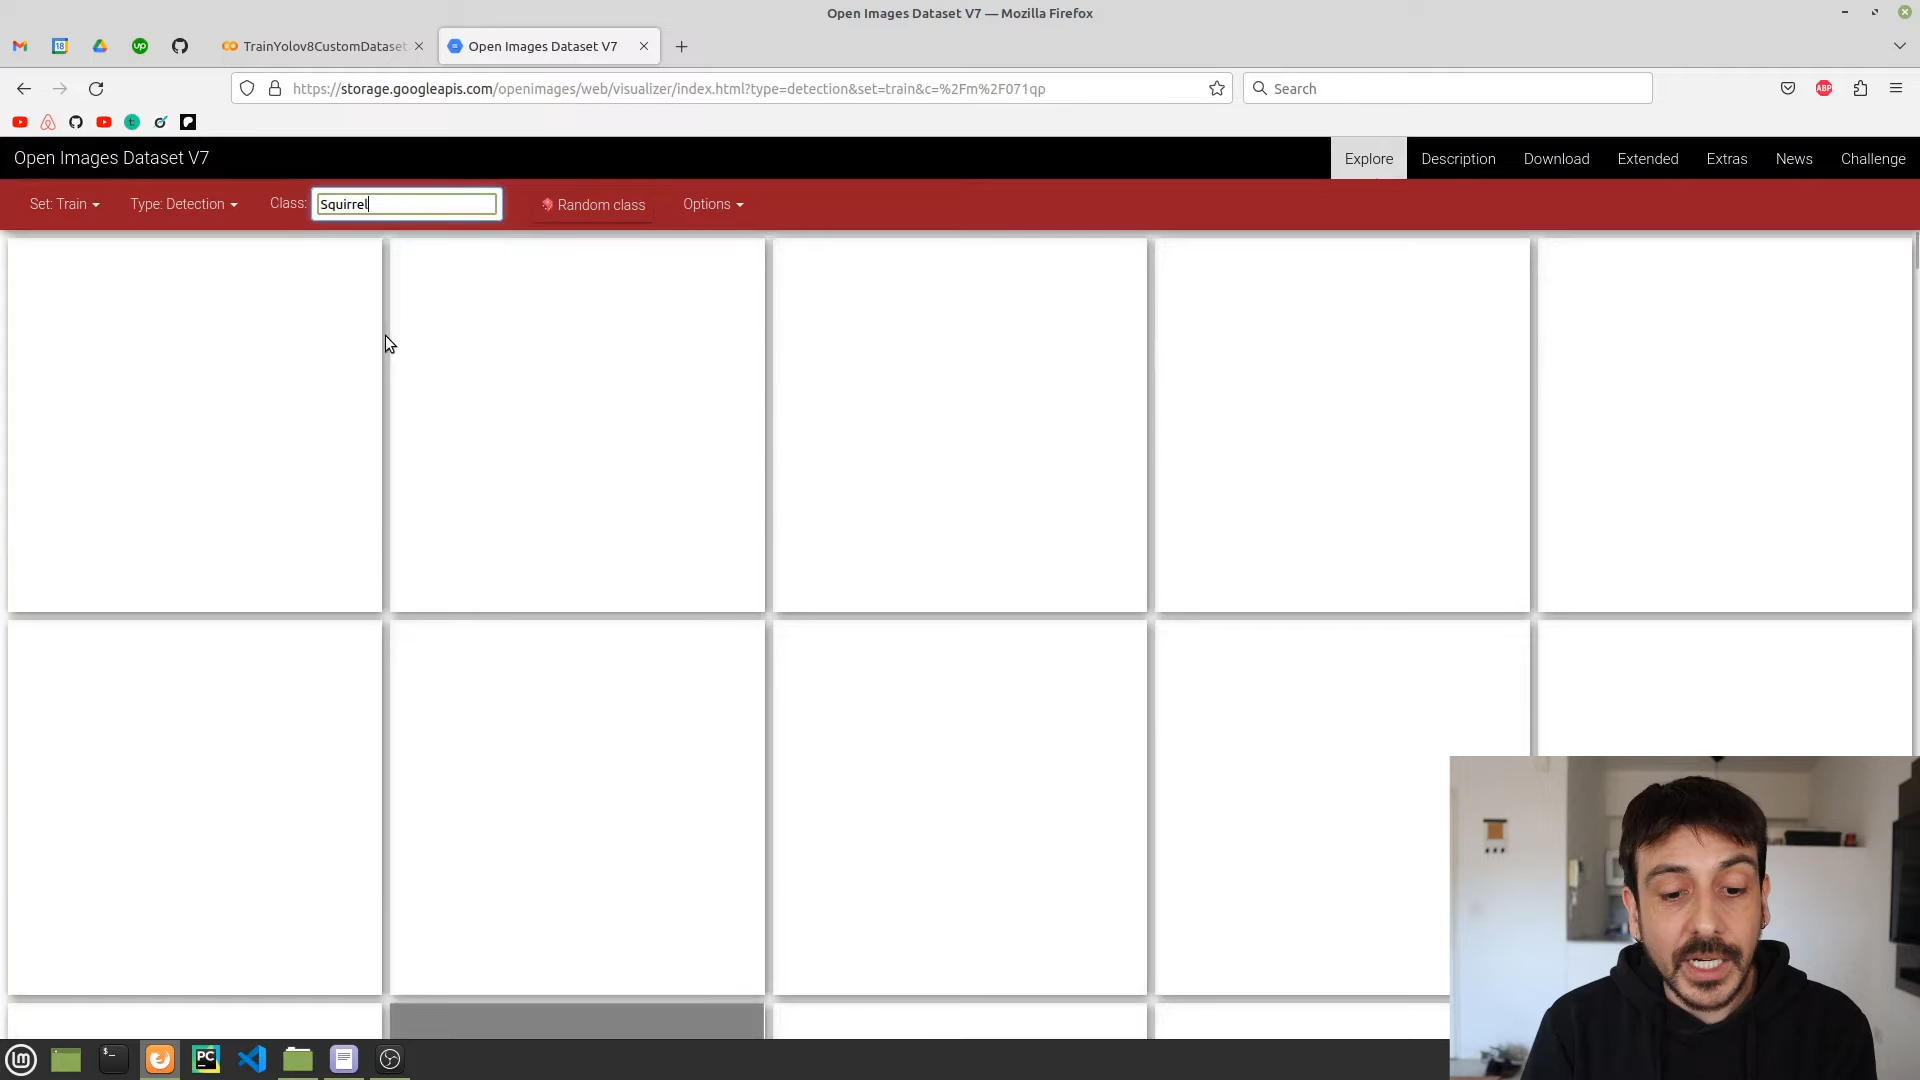 Open Images Dataset V7 — Mozilla Firefox
TrainYolov8CustomDataset.
Open Images Dataset V7
https://storage.googleapis.com/openimages/web/visualizer/index.html?type=detection&set=train&c=%2Fm%2F071qp
Search
ABP
Open Images Dataset V7
Explore
Description
Download
Extended
Extras
News
Challenge
Set: Train
Type: Detection
Class:
Squirrel
Random class
Options
PC